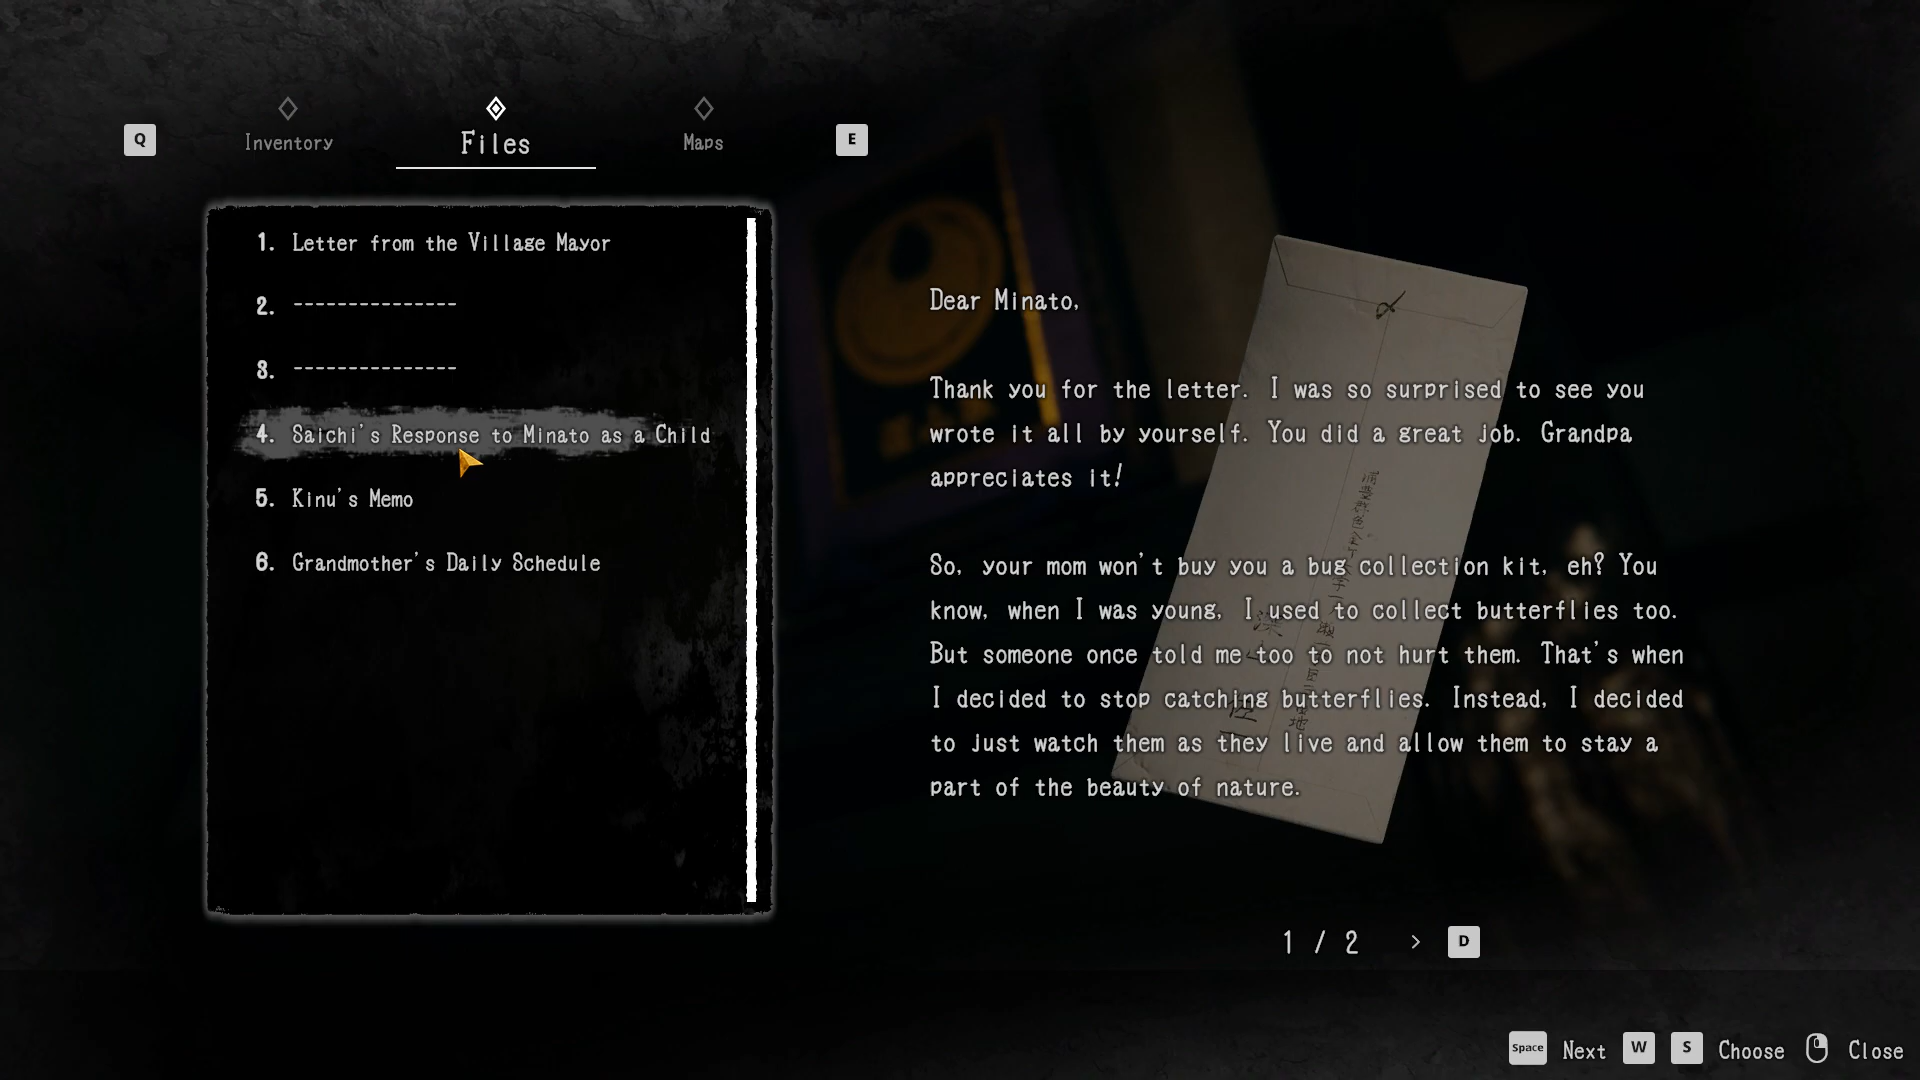 Q
Inventory
Files
Maps
E
1. Letter from the Village Mayor
2. ---------------
3. ---------------
4. Saichi's Response to Minato as a Child
5. Kinu's Memo
6. Grandmother's Daily Schedule
Dear Minato,
Thank you for the letter. I was so surprised to see you
wrote it all by yourself. You did a great job. Grandpa
appreciates it!
So, your mom won't buy you a bug collection kit, eh? You
know, when I was young, I used to collect butterflies too.
But someone once told me too to not hurt them. That's when
I decided to stop catching butterflies. Instead, I decided
to just watch them as they live and allow them to stay a
part of the beauty of nature.
1 / 2 > D
Space Next W S Choose Close